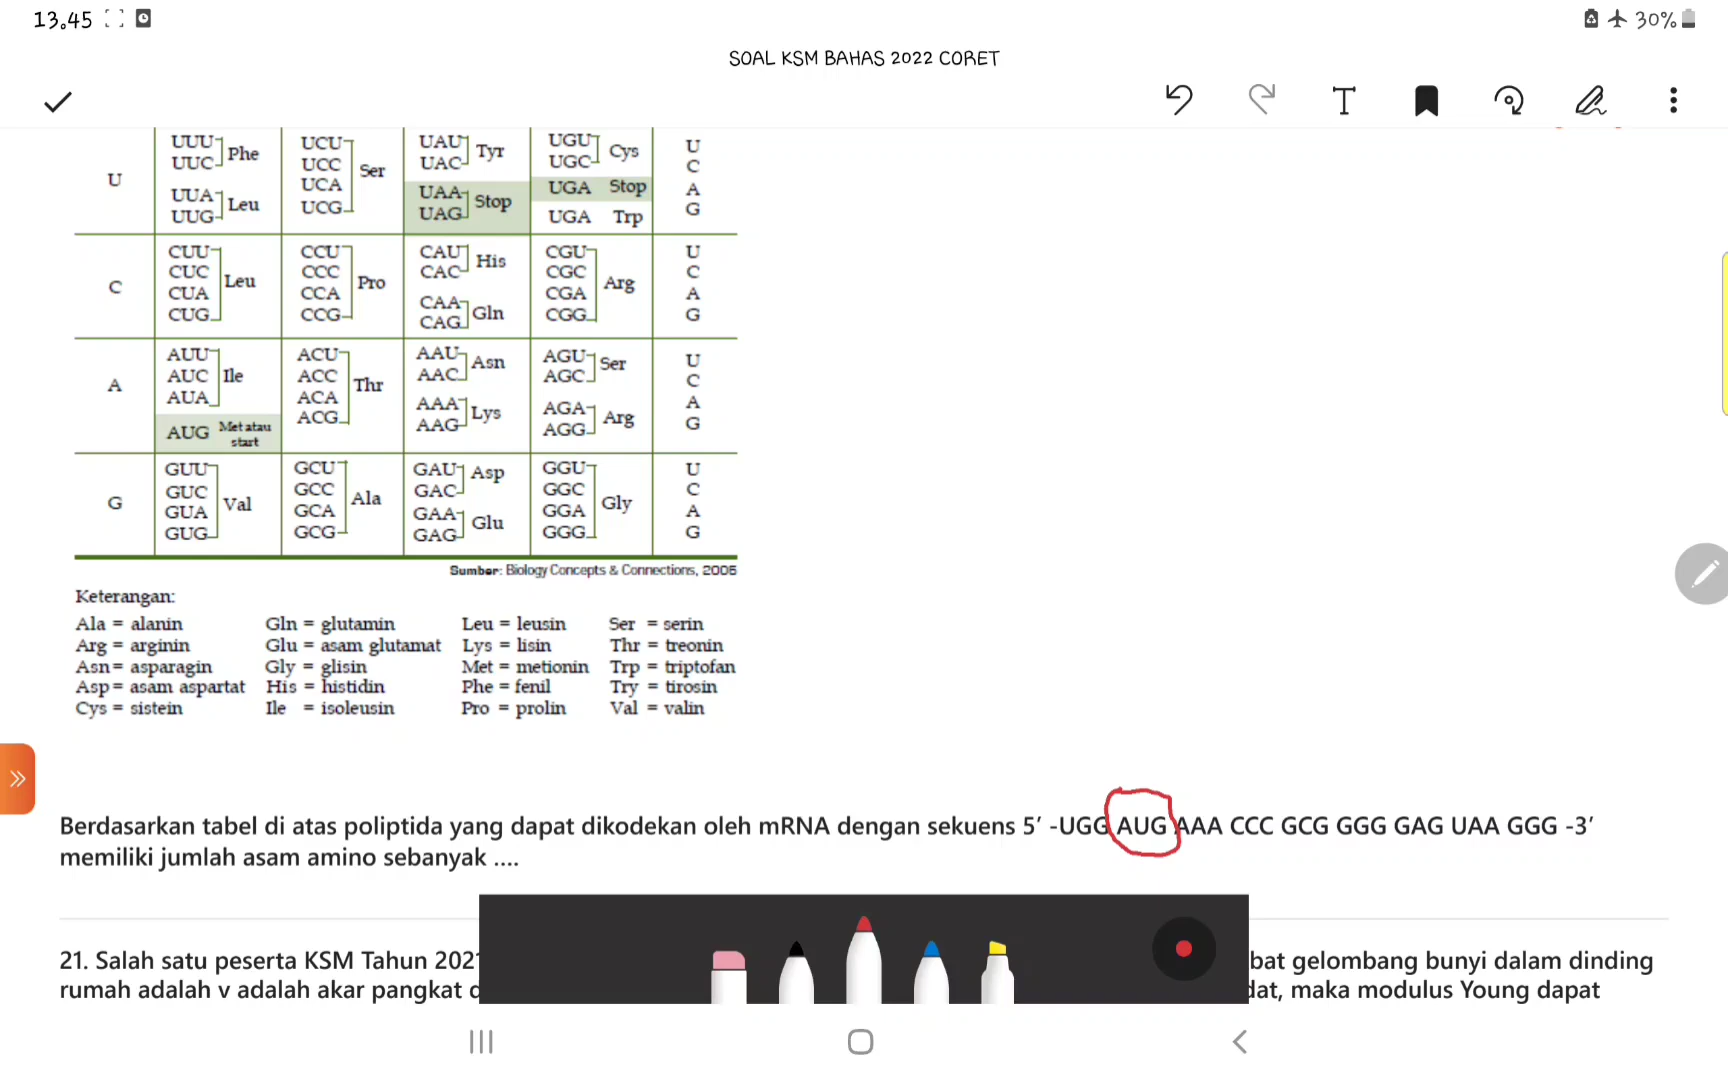 13.45
30%
SOAL KSM BAHAS 2022 CORET
U
UUU
UUC
Phe
UUA
UUG
Leu
UCU
UCC
UCA
UCG
Ser
UAU
UAC
Tyr
UAA
UAG
Stop
UGU
UGC
Cys
UGA Stop
UGA Trp
U
C
A
G
C
CUU
CUC
CUA
CUG
Leu
CCU
CCC
CCA
CCG
Pro
CAU
CAC
His
CAA
CAG
Gln
CGU
CGC
CGA
CGG
Arg
U
C
A
G
A
AUU
AUC
AUA
Ile
AUG Met atau
start
ACU
ACC
ACA
ACG
Thr
AAU
AAC
Asn
AAA
AAG
Lys
AGU
AGC
Ser
AGA
AGG
Arg
U
C
A
G
G
GUU
GUC
GUA
GUG
Val
GCU
GCC
GCA
GCG
Ala
GAU
GAC
Asp
GAA
GAG
Glu
GGU
GGC
GGA
GGG
Gly
U
C
A
G
Sumber: Biology Concepts & Connections, 2006
Keterangan:
Ala = alanin Gln = glutamin Leu = leusin Ser = serin
Arg = arginin Glu = asam glutamat Lys = lisin Thr = treonin
Asn = asparagin Gly = glisin Met = metionin Trp = triptofan
Asp = asam aspartat His = histidin Phe = fenil Try = tirosin
Cys = sistein Ile = isoleusin Pro = prolin Val = valin
Berdasarkan tabel di atas poliptida yang dapat dikodekan oleh mRNA dengan sekuens 5' -UGG AUG AAA CCC GCG GGG GAG UAA GGG -3'
memiliki jumlah asam amino sebanyak ....
21. Salah satu peserta KSM Tahun 202 bat gelombang bunyi dalam dinding
rumah adalah v adalah akar pangkat dat, maka modulus Young dapat